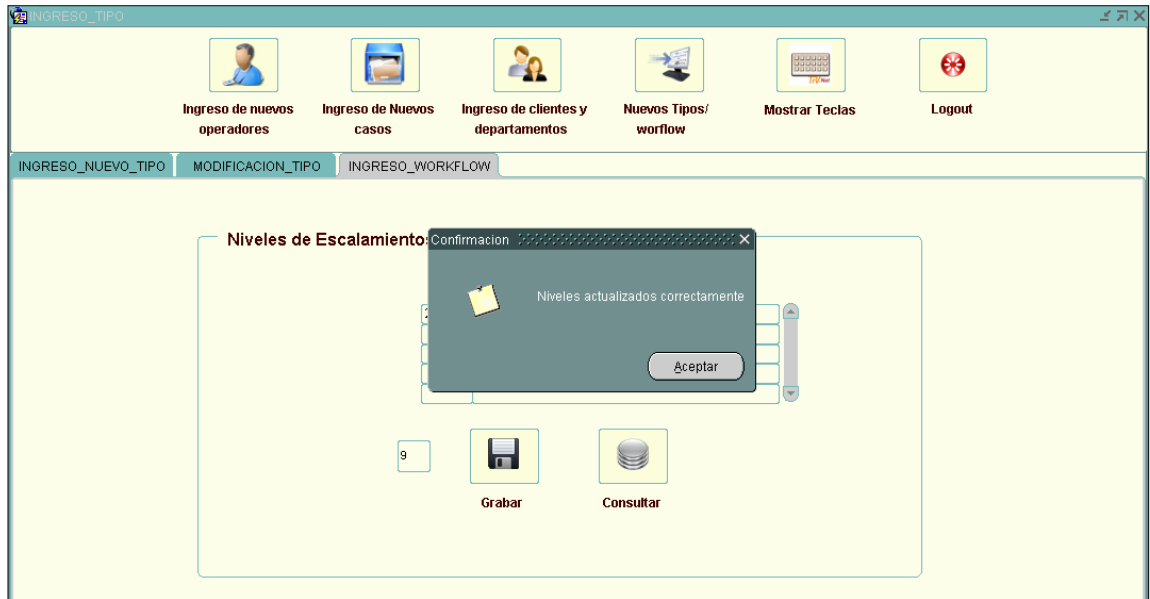 INGRESO_TIPO
Ingreso de nuevos operadores
Ingreso de Nuevos casos
Ingreso de clientes y departamentos
Nuevos Tipos/ worflow
Mostrar Teclas
Logout
INGRESO_NUEVO_TIPO
MODIFICACION_TIPO
INGRESO_WORKFLOW
Niveles de Escalamiento
Confirmacion
Niveles actualizados correctamente
Aceptar
9
Grabar
Consultar